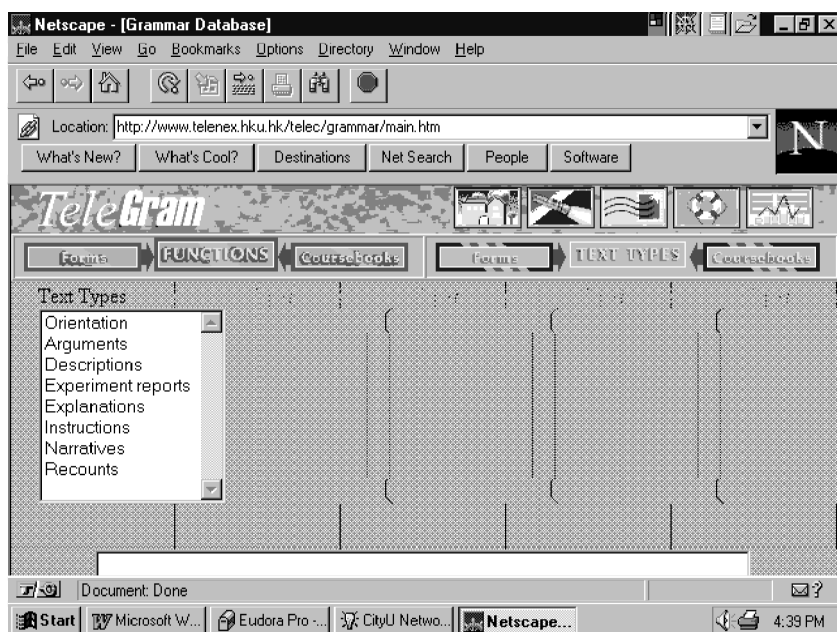 Netscape - [Grammar Database]
File Edit View Go Bookmarks Options Directory Window Help
Location: http://www.telenex.hku.hk/telec/grammar/main.htm
N
What's New? What's Cool? Destinations Net Search People Software
TeleGram
Forms FUNCTIONS Coursebooks Forms TEXT TYPES Coursebooks
Text Types
Orientation
Arguments
Descriptions
Experiment reports
Explanations
Instructions
Narratives
Recounts
Document: Done
Start Microsoft W... Eudora Pro -... CityU Netwo... Netscape... 4:39 PM